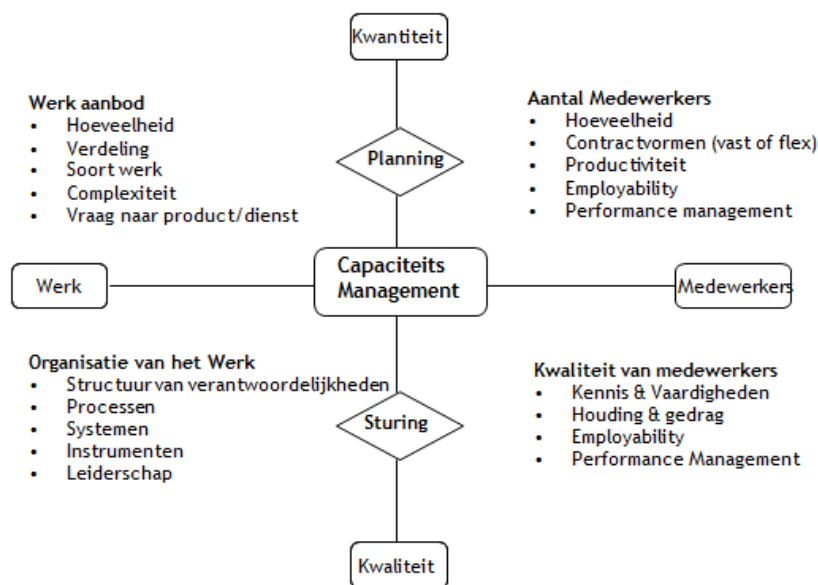 Kwantiteit
Werk aanbod
• Hoeveelheid
• Verdeling
• Soort werk
• Complexiteit
• Vraag naar product/dienst
Planning
Aantal Medewerkers
• Hoeveelheid
• Contractvormen (vast of flex)
• Productiviteit
• Employability
• Performance management
Werk
Capaciteits
Management
Medewerkers
Organisatie van het Werk
• Structuur van verantwoordelijkheden
• Processen
• Systemen
• Instrumenten
• Leiderschap
Sturing
Kwaliteit van medewerkers
• Kennis & Vaardigheden
• Houding & gedrag
• Employability
• Performance Management
Kwaliteit